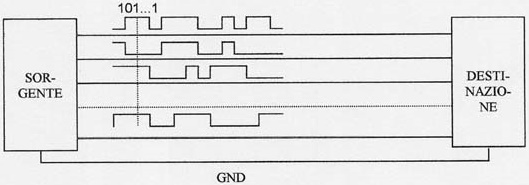 101...1
SOR-
GENTE
DESTI-
NAZIO-
NE
GND